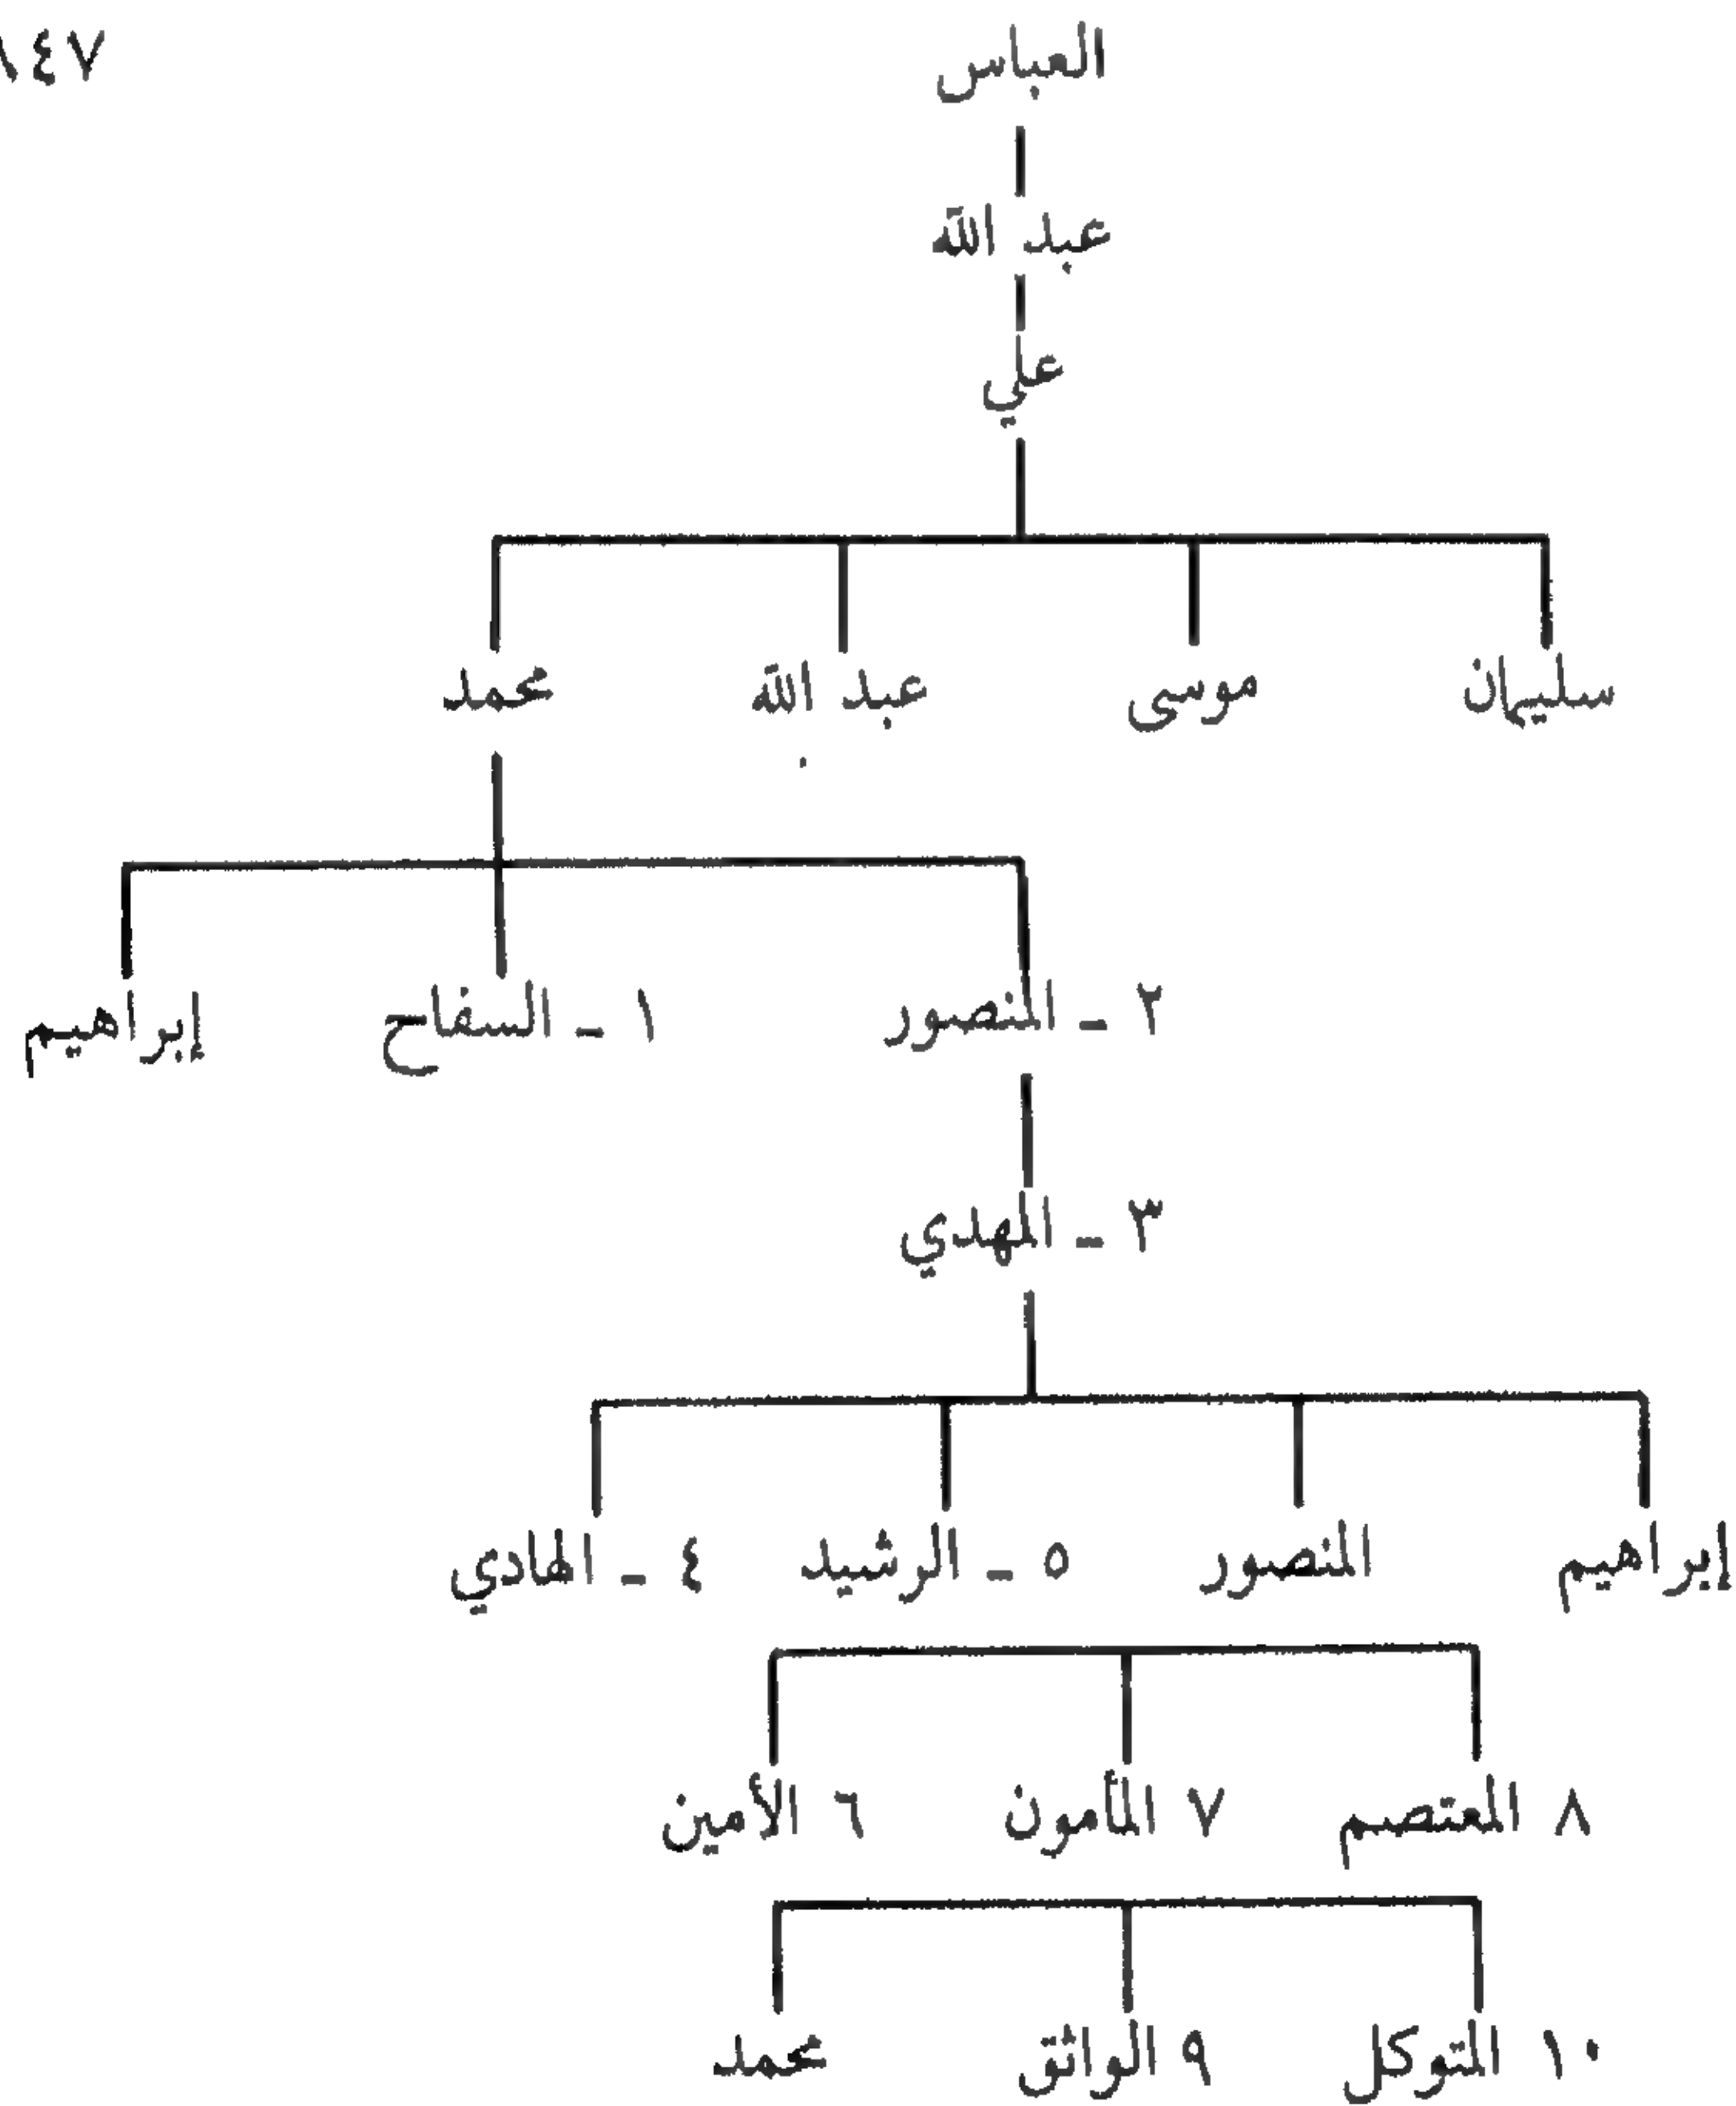 ٨٤٧
العباس
عبد الله
علي
سليمان موسى عبد الله محمد
٢ - المنصور ١ - السفاح إبراهيم
٣ - المهدي
إبراهيم المنصور ٥ - الرشيد ٤ - الهادي
٨ المعتصم ٧ المأمون ٦ الأمين
١٠ المتوكل ٩ الواثق محمد